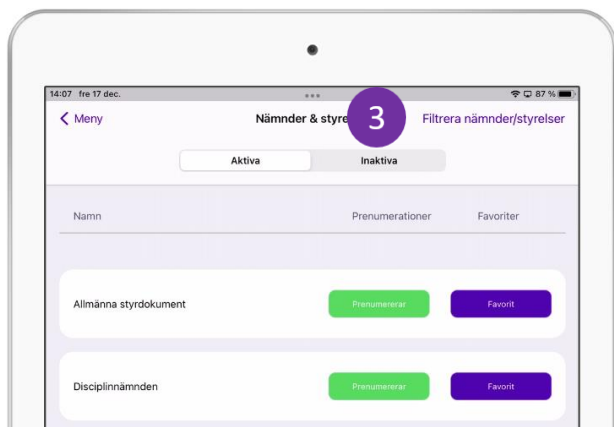 14:07 fre 17 dec.
87 %
Meny
Nämnder & styre
3
Filtrera nämnder/styrelser
Aktiva
Inaktiva
Namn
Prenumerationer
Favoriter
Allmänna styrdokument
Prenumererar
Favorit
Disciplinnämnden
Prenumererar
Favorit